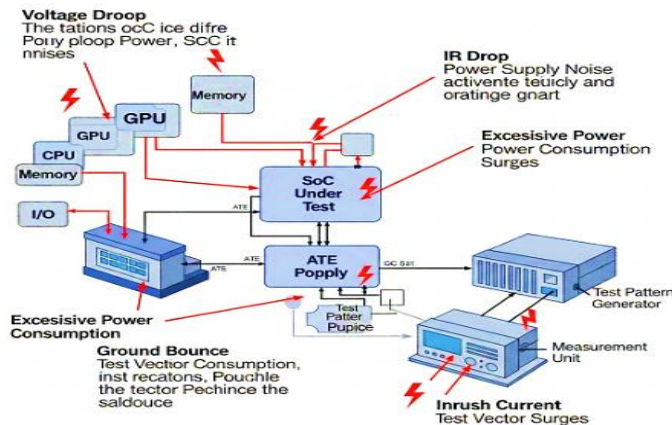 Voltage Droop
The tations ocC ice difre
Pouy ploop Power, SCC it
nnises
Memory
IR Drop
Power Supply Noise
activente teuicly and
oratinge gnart
GPU
GPU
CPU
Memory
I/O
Excesisive Power
Power Consumption
Surges
SoC
Under
Test
ATE
ATE
ATE
ATE
Popply
Test Pattern
Generator
Test
Patter
Pupice
Excesisive Power
Consumption
Ground Bounce
Test Vector Consumption,
inst recatons, Pouchle
the tector Pechince the
saldouce
Measurement
Unit
Inrush Current
Test Vector Surges